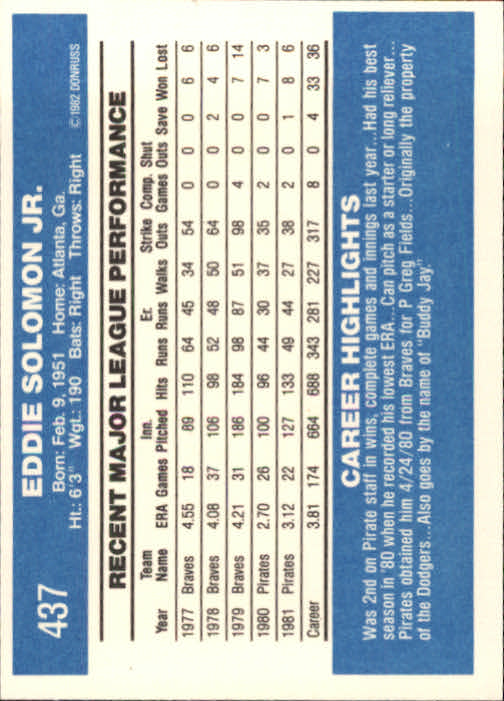 437
EDDIE SOLOMON JR.
Born: Feb. 9, 1951 Home: Atlanta, Ga.
Ht.: 6'3" Wgt.: 190 Bats: Right Throws: Right ©1982 DONRUSS
RECENT MAJOR LEAGUE PERFORMANCE
Team Inn. Er. Strike Comp. Shut
Year Name ERA Games Pitched Hits Runs Runs Walks Outs Games Outs Save Won Lost
1977 Braves 4.55 18 89 110 64 45 34 54 0 0 0 6 6
1978 Braves 4.08 37 106 98 52 48 50 64 0 0 2 4 6
1979 Braves 4.21 31 186 184 98 87 51 98 4 0 0 7 14
1980 Pirates 2.70 26 100 96 44 30 37 35 2 0 0 7 3
1981 Pirates 3.12 22 127 133 49 44 27 38 2 0 1 8 6
Career 3.81 174 664 688 343 281 227 317 8 0 4 33 36
CAREER HIGHLIGHTS
Was 2nd on Pirate staff in wins, complete games and innings last year...Had his best
season in '80 when he recorded his lowest ERA...Can pitch as a starter or long reliever...
Pirates obtained him 4/24/80 from Braves for P Greg Fields...Originally the property
of the Dodgers...Also goes by the name of "Buddy Jay."